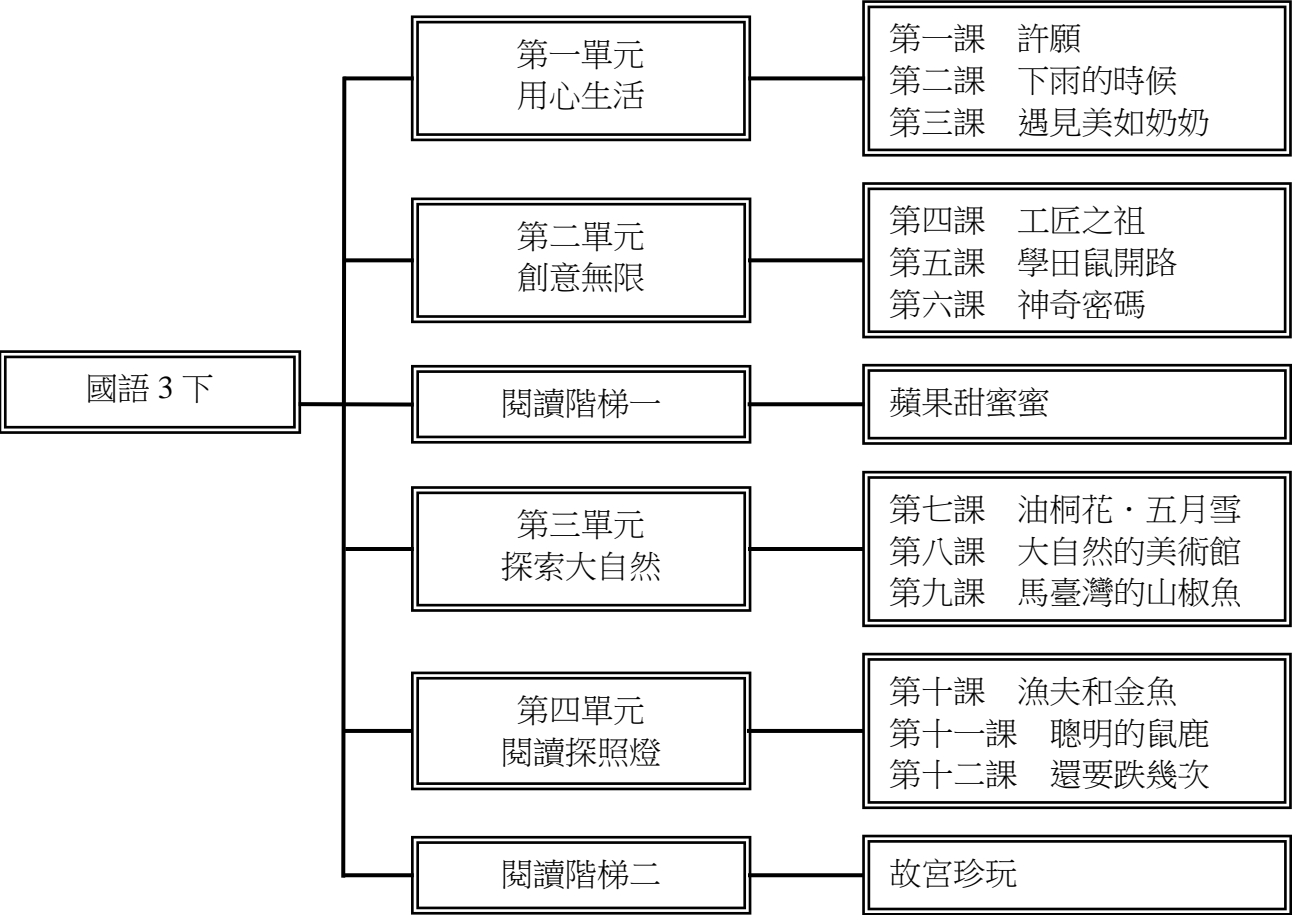 國語 3 下
第一單元
用心生活
第一課　許願
第二課　下雨的時候
第三課　遇見美如奶奶
第二單元
創意無限
第四課　工匠之祖
第五課　學田鼠開路
第六課　神奇密碼
閱讀階梯一
蘋果甜蜜蜜
第三單元
探索大自然
第七課　油桐花．五月雪
第八課　大自然的美術館
第九課　馬臺灣的山椒魚
第四單元
閱讀探照燈
第十課　漁夫和金魚
第十一課　聰明的鼠鹿
第十二課　還要跌幾次
閱讀階梯二
故宮珍玩